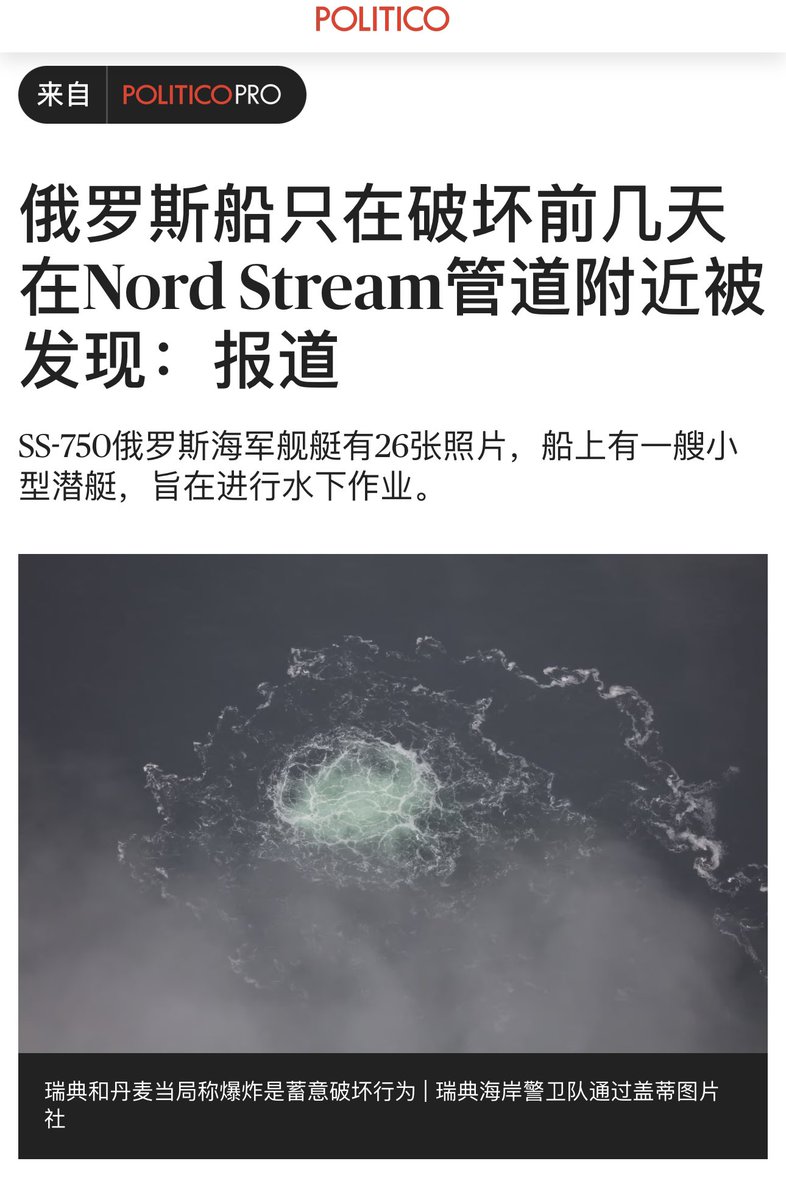 POLITICO
来自 POLITICOPRO
俄罗斯船只在破坏前几天
在Nord Stream管道附近被
发现：报道
SS-750俄罗斯海军舰艇有26张照片，船上有一艘小
型潜艇，旨在进行水下作业。
瑞典和丹麦当局称爆炸是蓄意破坏行为 | 瑞典海岸警卫队通过盖蒂图片
社